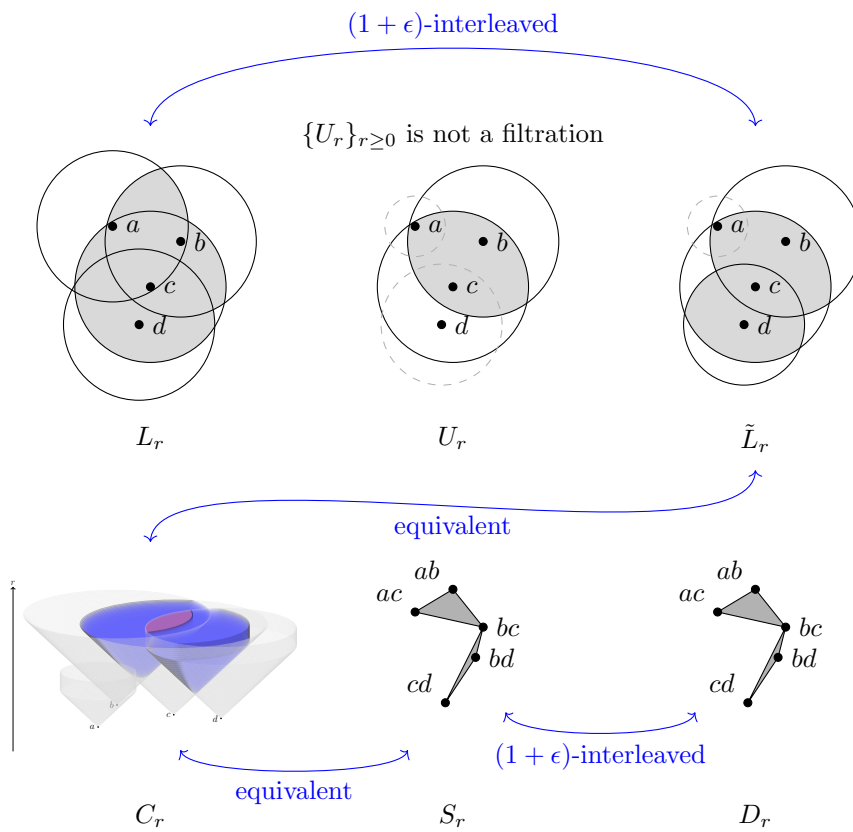 (1 + ϵ)-interleaved
{U_r}_{r≥0} is not a filtration
a
b
c
d
a
b
c
d
a
b
c
d
L_r
U_r
L̃_r
equivalent
r
a
b
c
d
ab
ac
bc
bd
cd
ab
ac
bc
bd
cd
(1 + ϵ)-interleaved
equivalent
C_r
S_r
D_r